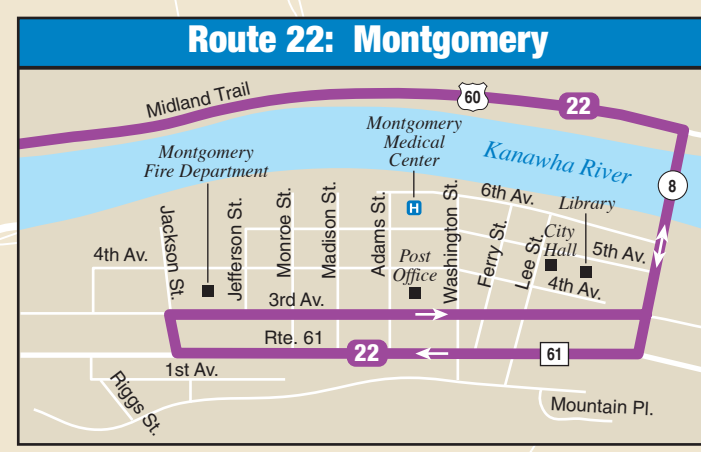 Route 22: Montgomery
Midland Trail
60
22
Montgomery
Medical
Center
Kanawha River
Montgomery
Fire Department
8
H
6th Av.
Library
Jackson St.
Jefferson St.
Monroe St.
Madison St.
Adams St.
Washington St.
Ferry St.
Lee St.
City
Hall
5th Av.
4th Av.
Post
Office
4th Av.
3rd Av.
Rte. 61
22
61
1st Av.
Riggs St.
Mountain Pl.